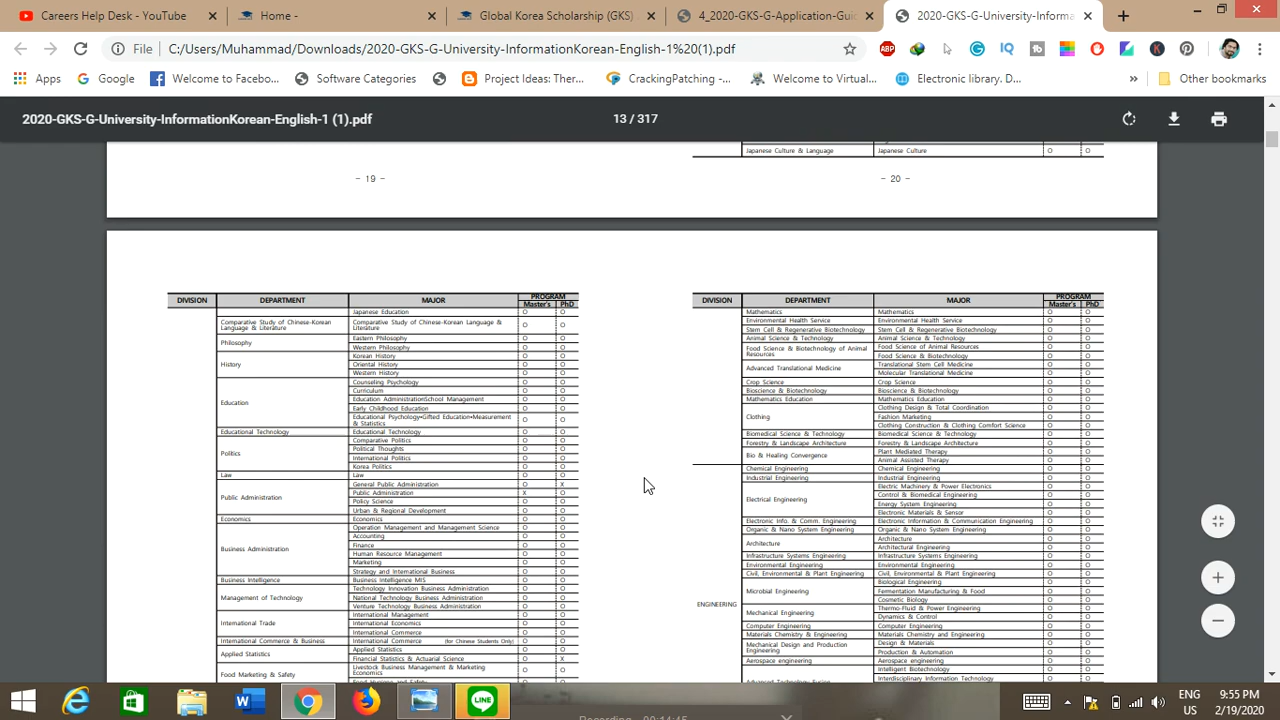 Careers Help Desk - YouTube
Home -
Global Korea Scholarship (GKS)
4_2020-GKS-G-Application-Gui
2020-GKS-G-University-Informa
File
C:/Users/Muhammad/Downloads/2020-GKS-G-University-InformationKorean-English-1%20(1).pdf
ABP
IQ
Apps
Google
Welcome to Facebo...
Software Categories
Project Ideas: Ther...
CrackingPatching -...
Welcome to Virtual...
Electronic library. D...
»
Other bookmarks
2020-GKS-G-University-InformationKorean-English-1 (1).pdf
13 / 317
Japanese Culture & Language Japanese Culture O O
- 19 -
- 20 -
DIVISION DEPARTMENT MAJOR PROGRAM
Master's PhD
Japanese Education O O
Comparative Study of Chinese-Korean Language & Literature Comparative Study of Chinese-Korean Language & Literature O O
Philosophy Eastern Philosophy O O
Western Philosophy O O
History Korean History O O
Oriental History O O
Western History O O
Education Counseling Psychology O O
Curriculum O O
Education Administration School Management O O
Early Childhood Education O O
Educational Psychology•Gifted Education•Measurement & Statistics O O
Educational Technology Educational Technology O O
Politics Comparative Politics O O
Political Thoughts O O
International Politics O O
Korea Politics O O
Law Law O O
Public Administration General Public Administration O X
Public Administration X O
Policy Science O O
Urban & Regional Development O O
Economics Economics O O
Business Administration Operation Management and Management Science O O
Accounting O O
Finance O O
Human Resource Management O O
Marketing O O
Strategy and International Business O O
Business Intelligence Business Intelligence MIS O O
Management of Technology Technology Innovation Business Administration O O
National Technology Business Administration O O
Venture Technology Business Administration O O
International Trade International Management O O
International Economics O O
International Commerce O O
International Commerce & Business International Commerce (for Chinese Students Only) O O
Applied Statistics Applied Statistics O O
Financial Statistics & Actuarial Science O X
Food Marketing & Safety Livestock Business Management & Marketing Economics O O
DIVISION DEPARTMENT MAJOR PROGRAM
Master's PhD
Mathematics Mathematics O O
Environmental Health Service Environmental Health Service O O
Stem Cell & Regenerative Biotechnology Stem Cell & Regenerative Biotechnology O O
Animal Science & Technology Animal Science & Technology O O
Food Science & Biotechnology of Animal Resources Food Science of Animal Resources O O
Food Science & Biotechnology O O
Advanced Translational Medicine Translational Stem Cell Medicine O O
Molecular Translational Medicine O O
Crop Science Crop Science O O
Bioscience & Biotechnology Bioscience & Biotechnology O O
Mathematics Education Mathematics Education O O
Clothing Clothing Design & Total Coordination O O
Fashion Marketing O O
Clothing Construction & Clothing Comfort Science O O
Biomedical Science & Technology Biomedical Science & Technology O O
Forestry & Landscape Architecture Forestry & Landscape Architecture O O
Bio & Healing Convergence Plant Mediated Therapy O O
Animal Assisted Therapy O O
ENGINEERING
Chemical Engineering Chemical Engineering O O
Industrial Engineering Industrial Engineering O O
Electrical Engineering Electric Machinery & Power Electronics O O
Control & Biomedical Engineering O O
Energy System Engineering O O
Electronic Materials & Sensor O O
Electronic Info. & Comm. Engineering Electronic Information & Communication Engineering O O
Organic & Nano System Engineering Organic & Nano System Engineering O O
Architecture Architecture O O
Architectural Engineering O O
Infrastructure Systems Engineering Infrastructure Systems Engineering O O
Environmental Engineering Environmental Engineering O O
Civil, Environmental & Plant Engineering Civil, Environmental & Plant Engineering O O
Microbial Engineering Biological Engineering O O
Fermentation Manufacturing & Food O O
Cosmetic Biology O O
Mechanical Engineering Thermo-Fluid & Power Engineering O O
Dynamics & Control O O
Computer Engineering Computer Engineering O O
Materials Chemistry & Engineering Materials Chemistry and Engineering O O
Mechanical Design and Production Engineering Design & Materials O O
Production & Automation O O
Aerospace engineering Aerospace engineering O O
Intelligent Biotechnology O O
Interdisciplinary Information Technology O O
LINE
ENG
US
9:55 PM
2/19/2020
Recording